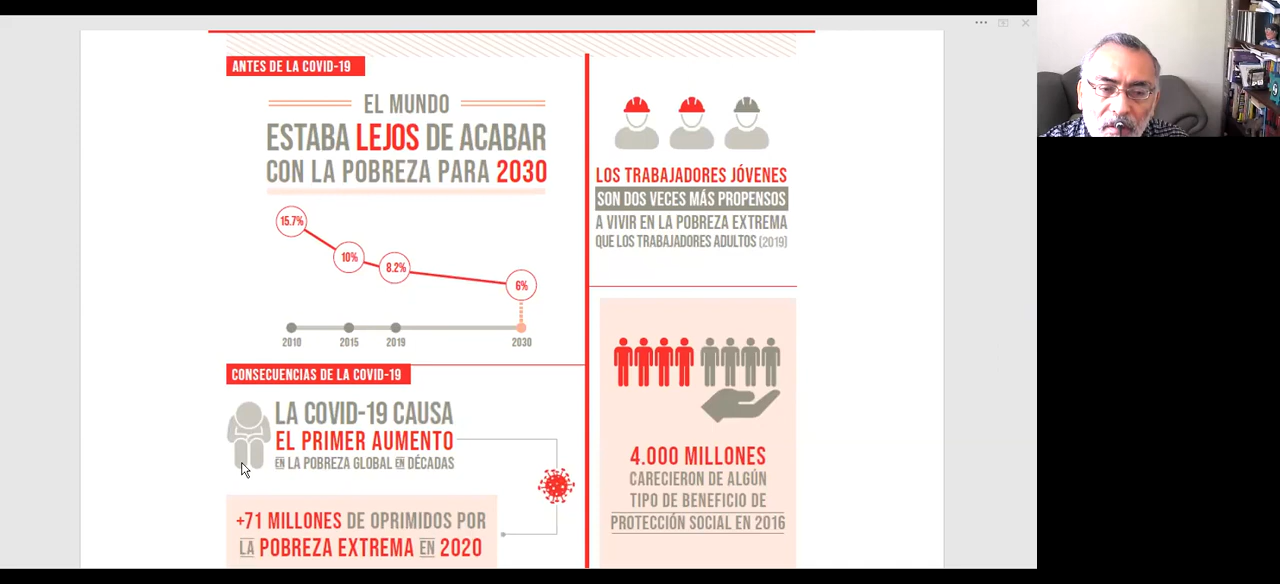 ANTES DE LA COVID-19
EL MUNDO
ESTABA LEJOS DE ACABAR
CON LA POBREZA PARA 2030
15.7%
10%
8.2%
6%
2010
2015
2019
2030
CONSECUENCIAS DE LA COVID-19
LA COVID-19 CAUSA
EL PRIMER AUMENTO
EN LA POBREZA GLOBAL EN DÉCADAS
+71 MILLONES DE OPRIMIDOS POR
LA POBREZA EXTREMA EN 2020
LOS TRABAJADORES JÓVENES
SON DOS VECES MÁS PROPENSOS
A VIVIR EN LA POBREZA EXTREMA
QUE LOS TRABAJADORES ADULTOS (2019)
4.000 MILLONES
CARECIERON DE ALGÚN
TIPO DE BENEFICIO DE
PROTECCIÓN SOCIAL EN 2016